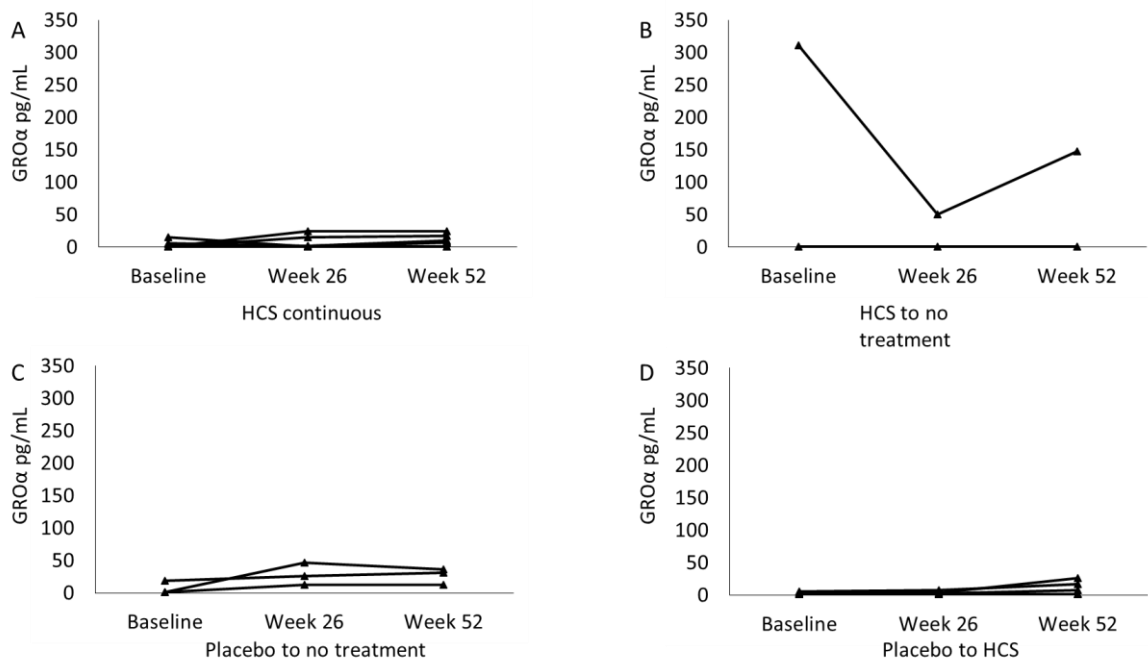 A
GROα pg/mL
350
300
250
200
150
100
50
0
Baseline Week 26 Week 52
HCS continuous
B
GROα pg/mL
350
300
250
200
150
100
50
0
Baseline Week 26 Week 52
HCS to no
treatment
C
GROα pg/mL
350
300
250
200
150
100
50
0
Baseline Week 26 Week 52
Placebo to no treatment
D
GROα pg/mL
350
300
250
200
150
100
50
0
Baseline Week 26 Week 52
Placebo to HCS